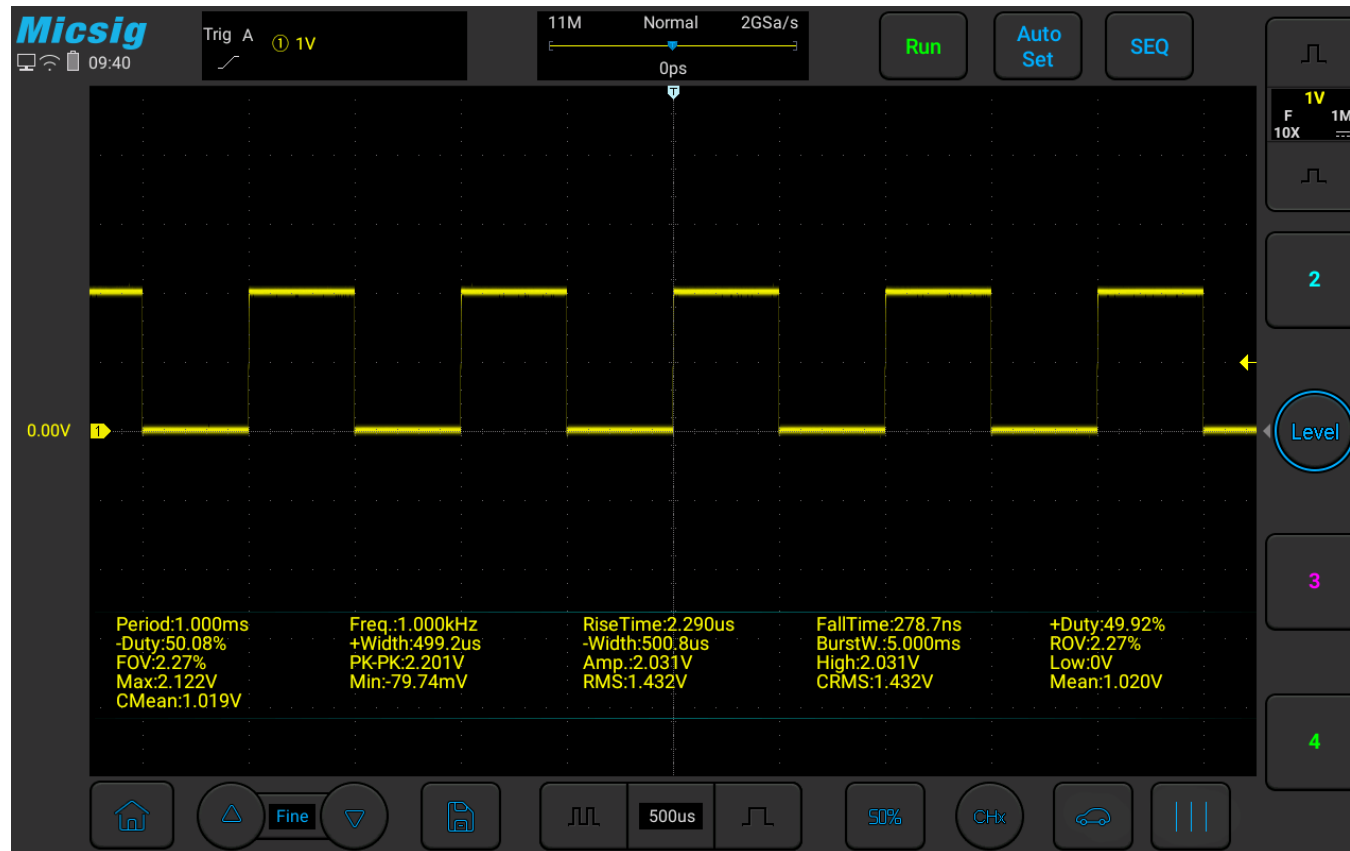 Micsig
09:40
Trig A
① 1V
11M Normal 2GSa/s
0ps
Run
Auto
Set
SEQ
T
1V
F 1M
10X
2
0.00V
1
Level
3
Period:1.000ms Freq.:1.000kHz RiseTime:2.290us FallTime:278.7ns +Duty:49.92%
-Duty:50.08% +Width:499.2us -Width:500.8us BurstW.:5.000ms ROV:2.27%
FOV:2.27% PK-PK:2.201V Amp.:2.031V High:2.031V Low:0V
Max:2.122V Min:-79.74mV RMS:1.432V CRMS:1.432V Mean:1.020V
CMean:1.019V
4
Fine
500us
50%
CHx